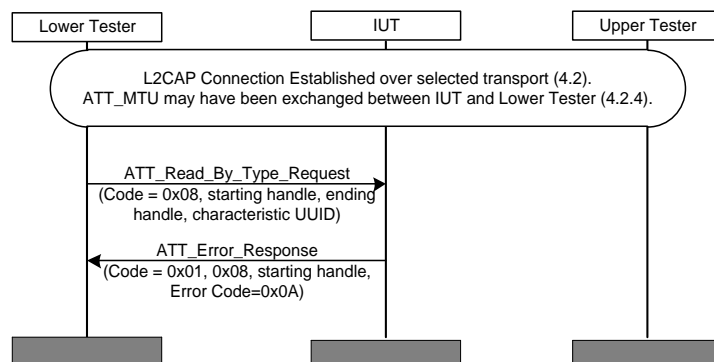 Lower Tester
IUT
Upper Tester
L2CAP Connection Established over selected transport (4.2).
ATT_MTU may have been exchanged between IUT and Lower Tester (4.2.4).
ATT_Read_By_Type_Request
(Code = 0x08, starting handle, ending
handle, characteristic UUID)
ATT_Error_Response
(Code = 0x01, 0x08, starting handle,
Error Code=0x0A)